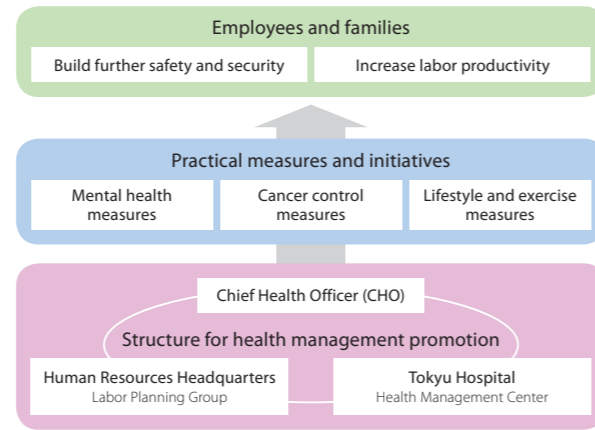 Employees and families
Build further safety and security
Increase labor productivity
Practical measures and initiatives
Mental health
measures
Cancer control
measures
Lifestyle and exercise
measures
Chief Health Officer (CHO)
Structure for health management promotion
Human Resources Headquarters
Labor Planning Group
Tokyu Hospital
Health Management Center